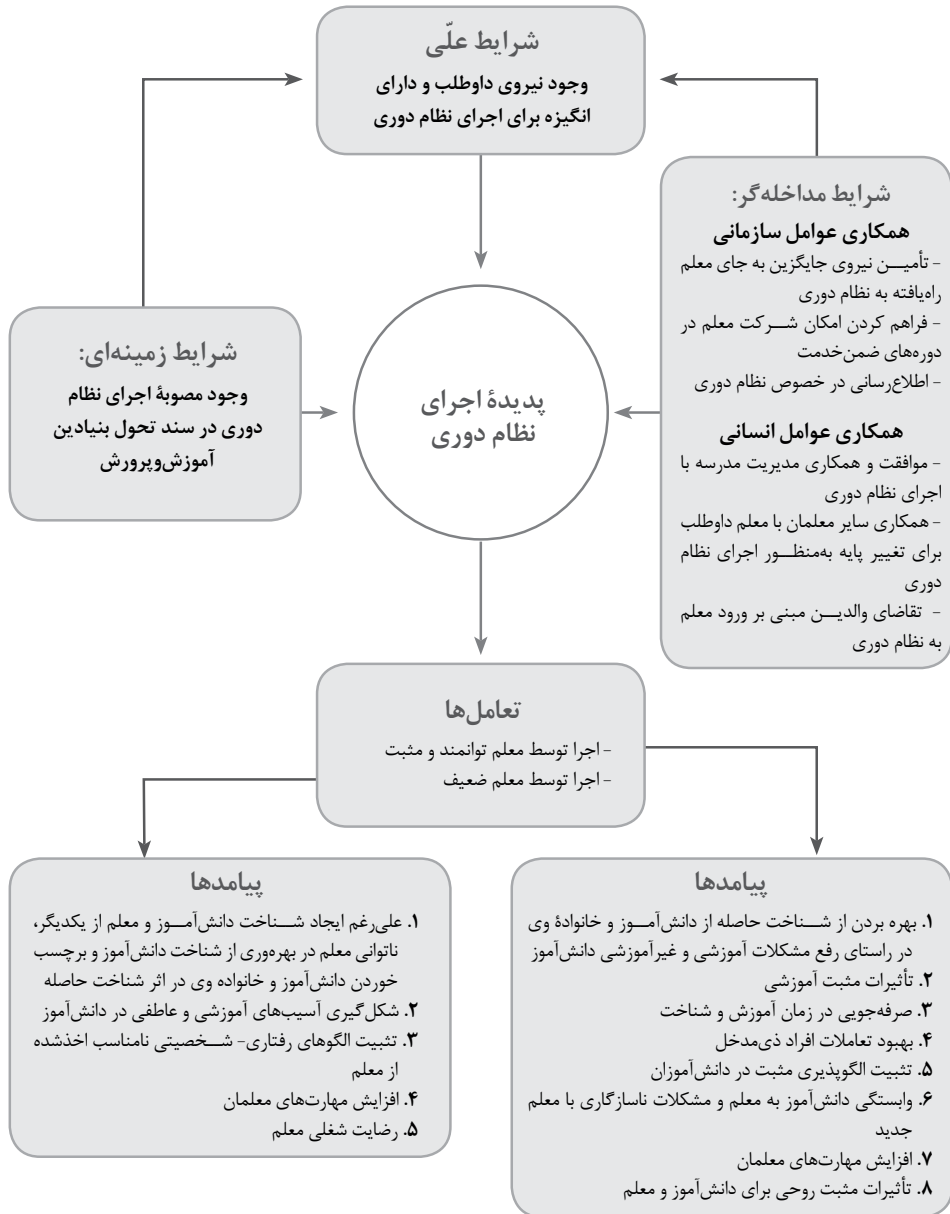 شرایط علّی
وجود نیروی داوطلب و دارای
انگیزه برای اجرای نظام دوری
شرایط مداخله‌گر:
همکاری عوامل سازمانی
- تأمین نیروی جایگزین به جای معلم
راه‌یافته به نظام دوری
- فراهم کردن امکان شرکت معلم در
دوره‌های ضمن‌خدمت
- اطلاع‌رسانی در خصوص نظام دوری
همکاری عوامل انسانی
- موافقت و همکاری مدیریت مدرسه با
اجرای نظام دوری
- همکاری سایر معلمان با معلم داوطلب
برای تغییر پایه به‌منظور اجرای نظام
دوری
- تقاضای والدین مبنی بر ورود معلم
به نظام دوری
پدیدهٔ اجرای
نظام دوری
شرایط زمینه‌ای:
وجود مصوبهٔ اجرای نظام
دوری در سند تحول بنیادین
آموزش‌وپرورش
تعامل‌ها
- اجرا توسط معلم توانمند و مثبت
- اجرا توسط معلم ضعیف
پیامدها
۱. بهره بردن از شناخت حاصله از دانش‌آموز و خانوادهٔ وی
در راستای رفع مشکلات آموزشی و غیرآموزشی دانش‌آموز
۲. تأثیرات مثبت آموزشی
۳. صرفه‌جویی در زمان آموزش و شناخت
۴. بهبود تعاملات افراد ذی‌مدخل
۵. تثبیت الگوپذیری مثبت در دانش‌آموزان
۶. وابستگی دانش‌آموز به معلم و مشکلات ناسازگاری با معلم
جدید
۷. افزایش مهارت‌های معلمان
۸. تأثیرات مثبت روحی برای دانش‌آموز و معلم
پیامدها
۱. علی‌رغم ایجاد شناخت دانش‌آموز و معلم از یکدیگر،
ناتوانی معلم در بهره‌وری از شناخت دانش‌آموز و برچسب
خوردن دانش‌آموز و خانواده وی در اثر شناخت حاصله
۲. شکل‌گیری آسیب‌های آموزشی و عاطفی در دانش‌آموز
۳. تثبیت الگوهای رفتاری- شخصیتی نامناسب اخذشده
از معلم
۴. افزایش مهارت‌های معلمان
۵. رضایت شغلی معلم